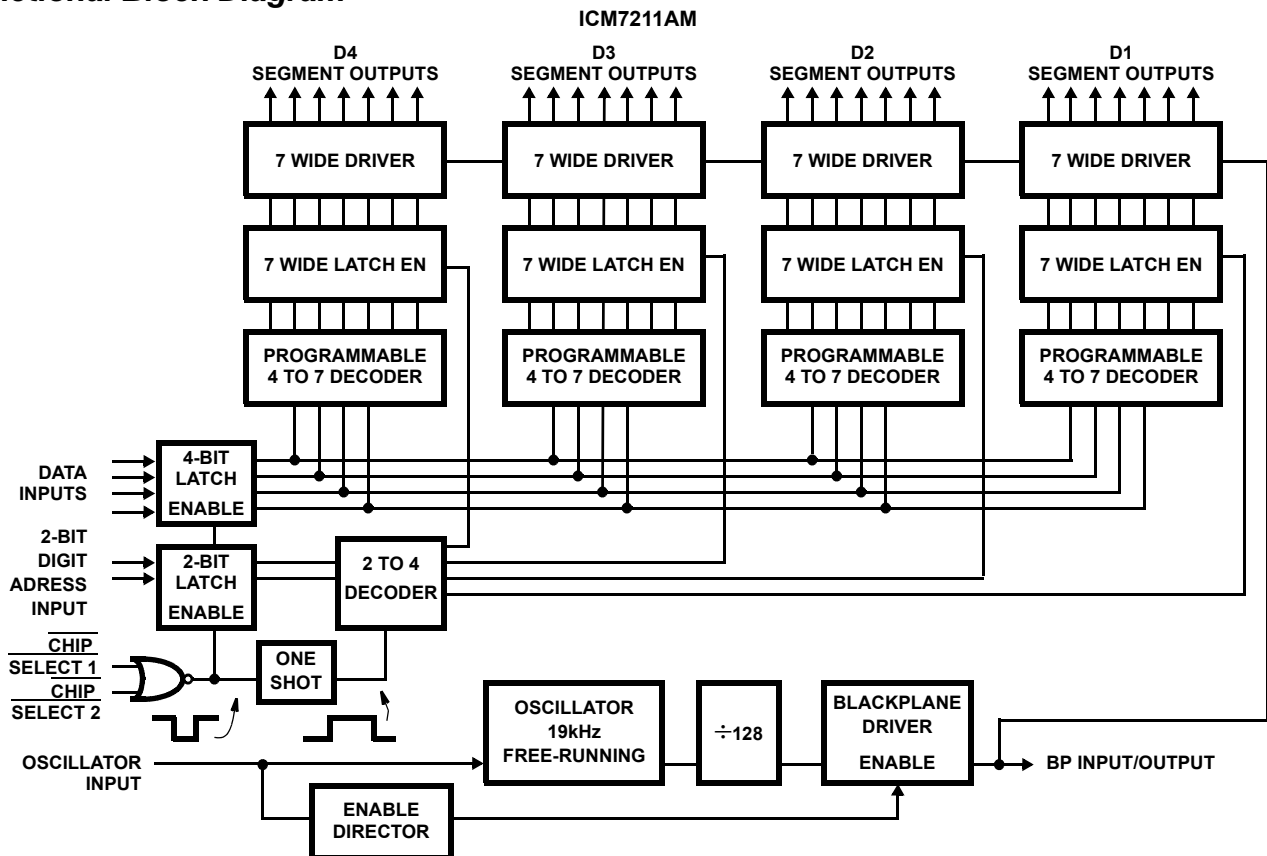 ICM7211AM
D4
SEGMENT OUTPUTS
D3
SEGMENT OUTPUTS
D2
SEGMENT OUTPUTS
D1
SEGMENT OUTPUTS
7 WIDE DRIVER
7 WIDE DRIVER
7 WIDE DRIVER
7 WIDE DRIVER
7 WIDE LATCH EN
7 WIDE LATCH EN
7 WIDE LATCH EN
7 WIDE LATCH EN
PROGRAMMABLE
4 TO 7 DECODER
PROGRAMMABLE
4 TO 7 DECODER
PROGRAMMABLE
4 TO 7 DECODER
PROGRAMMABLE
4 TO 7 DECODER
DATA
INPUTS
4-BIT
LATCH
ENABLE
2-BIT
DIGIT
ADRESS
INPUT
2-BIT
LATCH
ENABLE
2 TO 4
DECODER
CHIP
SELECT 1
CHIP
SELECT 2
ONE
SHOT
OSCILLATOR
19kHz
FREE-RUNNING
÷128
BLACKPLANE
DRIVER
ENABLE
OSCILLATOR
INPUT
BP INPUT/OUTPUT
ENABLE
DIRECTOR